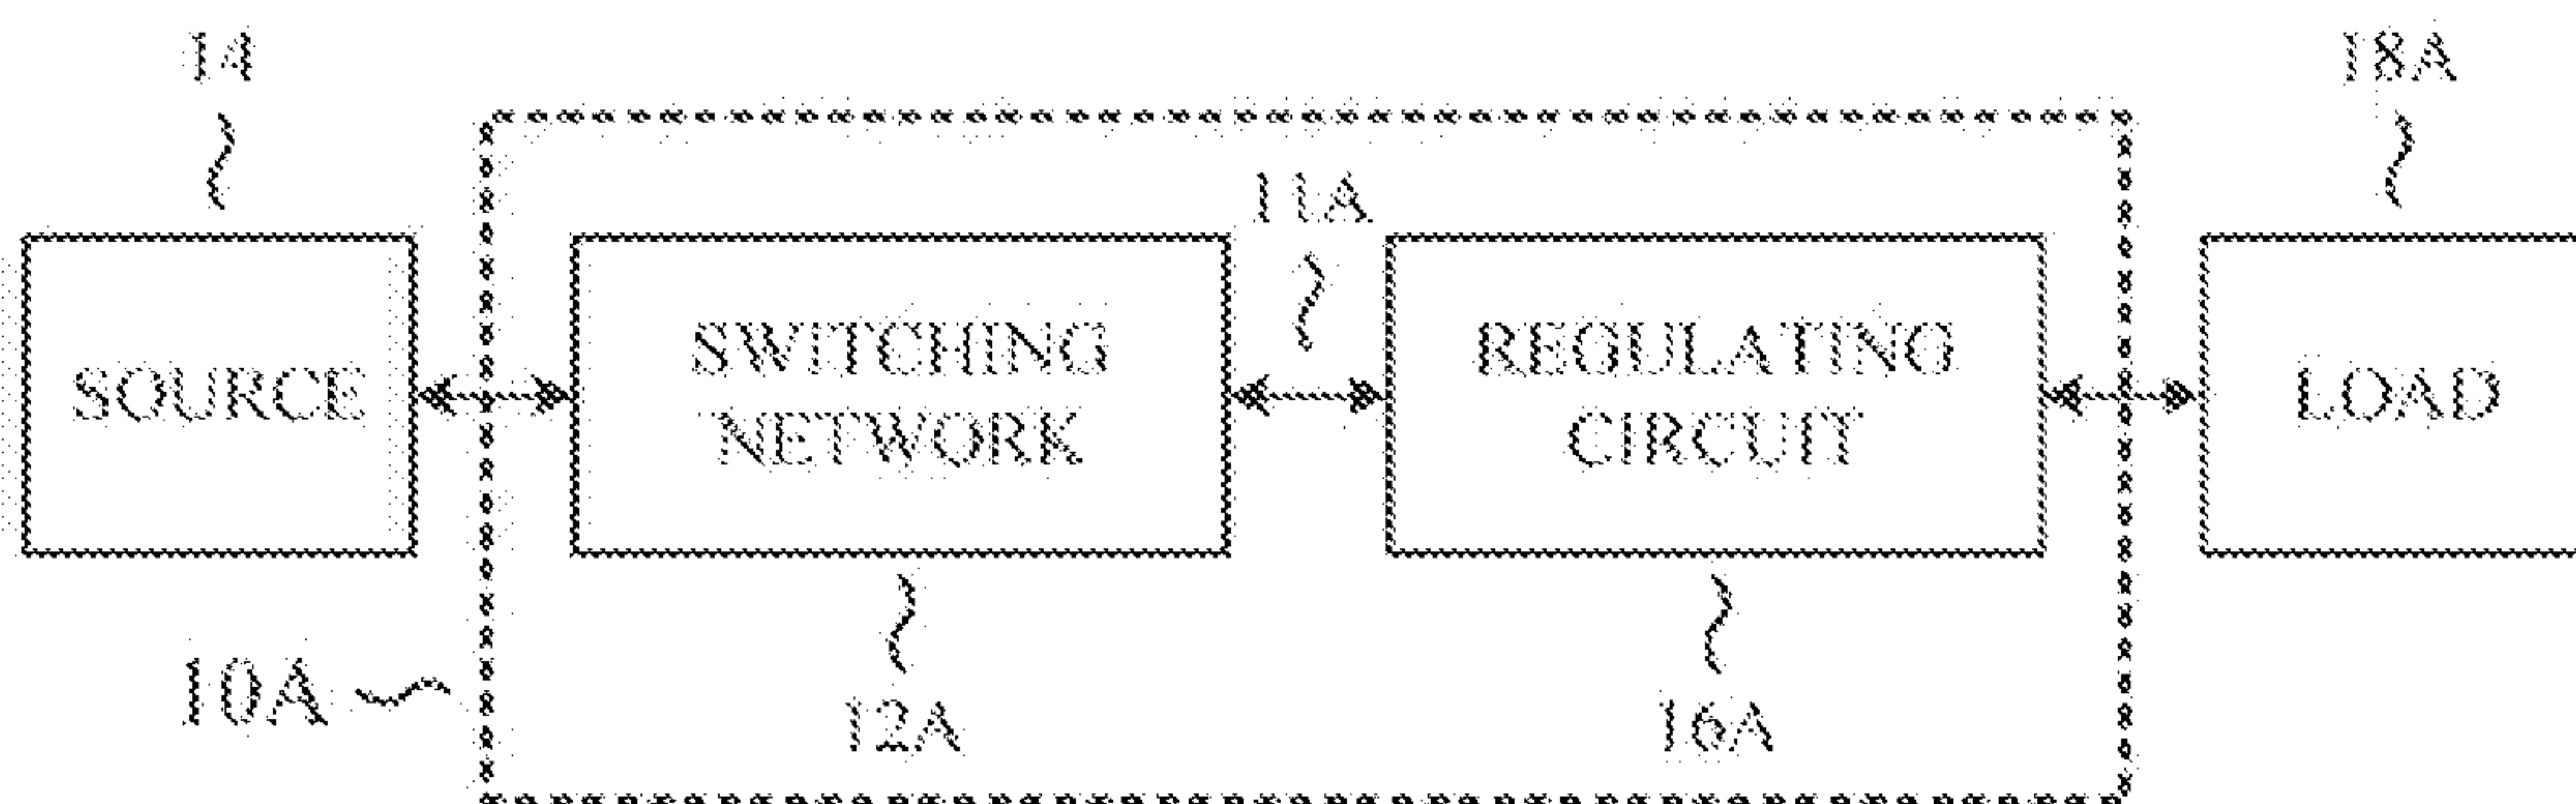 14
18A
11A
SOURCE
SWITCHING
NETWORK
REGULATING
CIRCUIT
LOAD
10A
12A
16A